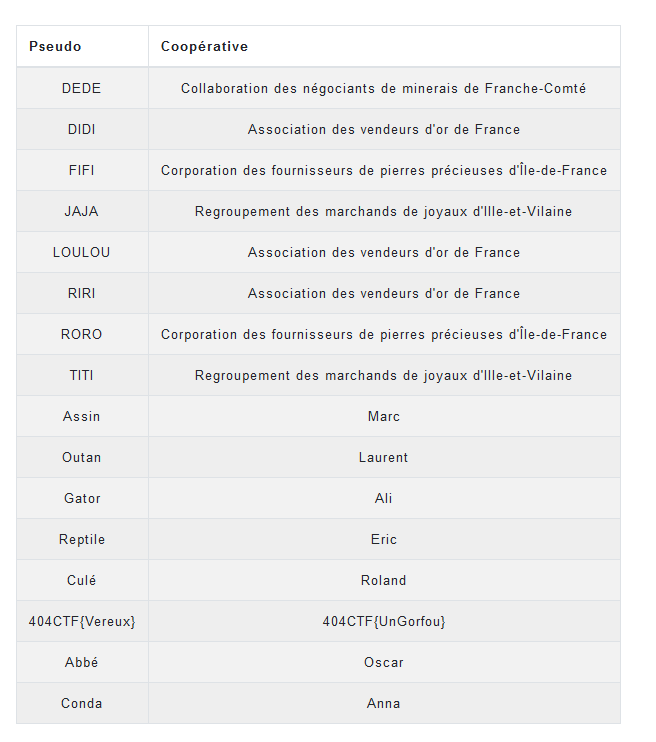 Pseudo Coopérative
DEDE Collaboration des négociants de minerais de Franche-Comté
DIDI Association des vendeurs d'or de France
FIFI Corporation des fournisseurs de pierres précieuses d'Île-de-France
JAJA Regroupement des marchands de joyaux d'Ille-et-Vilaine
LOULOU Association des vendeurs d'or de France
RIRI Association des vendeurs d'or de France
RORO Corporation des fournisseurs de pierres précieuses d'Île-de-France
TITI Regroupement des marchands de joyaux d'Ille-et-Vilaine
Assin Marc
Outan Laurent
Gator Ali
Reptile Eric
Culé Roland
404CTF{Vereux} 404CTF{UnGorfou}
Abbé Oscar
Conda Anna